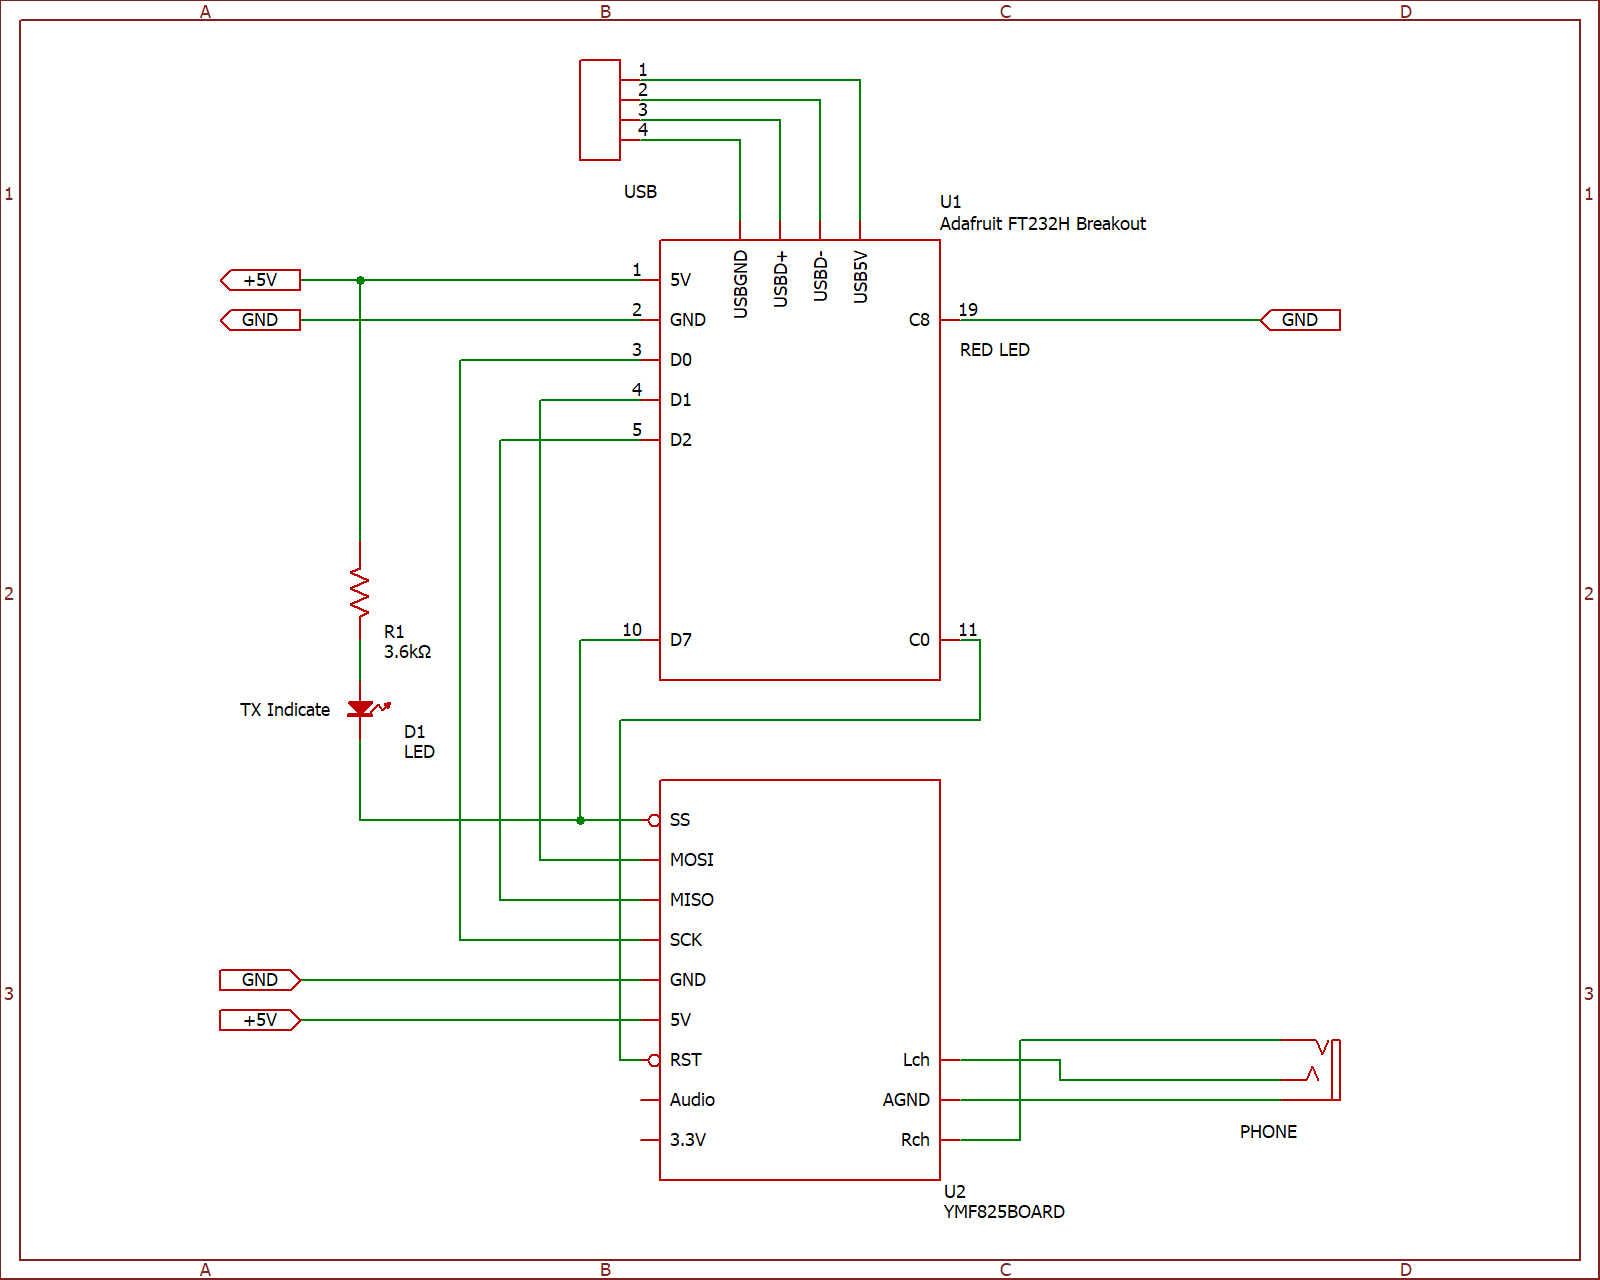 A B C D
1
2
3
4
USB
1
1
U1
Adafruit FT232H Breakout
+5V
1
5V
USBGND
USBD+
USBD-
USB5V
GND
2
GND
C8
19
GND
3
D0
RED LED
4
D1
5
D2
2
2
10
D7
C0
11
R1
3.6kΩ
TX Indicate
D1
LED
SS
MOSI
MISO
SCK
GND
GND
3
3
+5V
5V
RST
Lch
Audio
AGND
PHONE
3.3V
Rch
U2
YMF825BOARD
A B C D